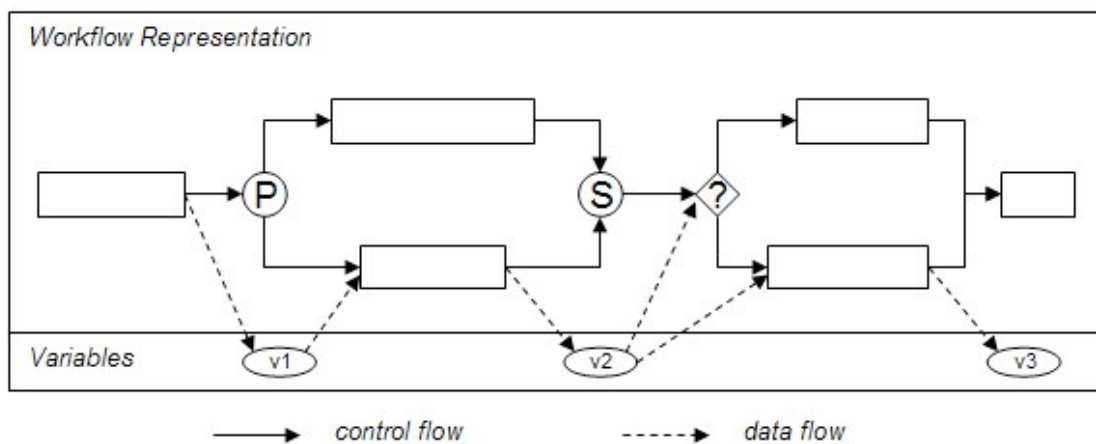 Workflow Representation
P
S
?
Variables
v1
v2
v3
control flow
data flow